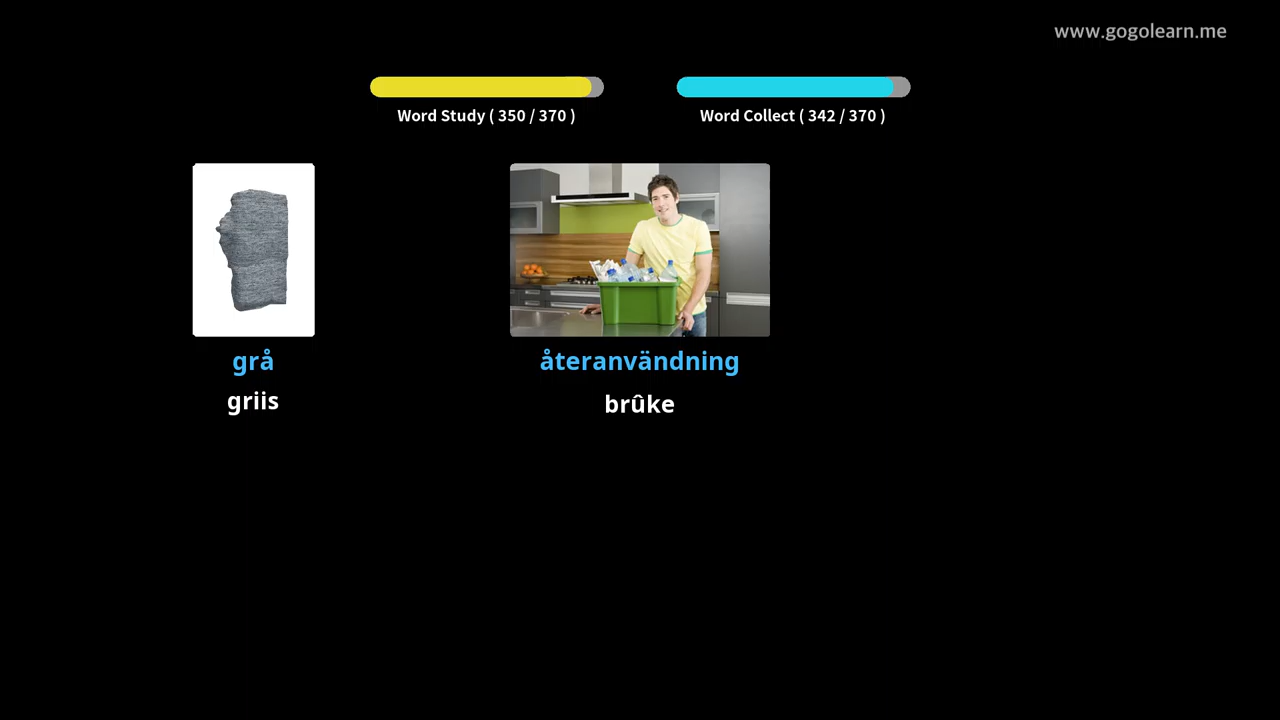 www.gogolearn.me
Word Study ( 350 / 370 )
Word Collect ( 342 / 370 )
grå
återanvändning
griis
brûke